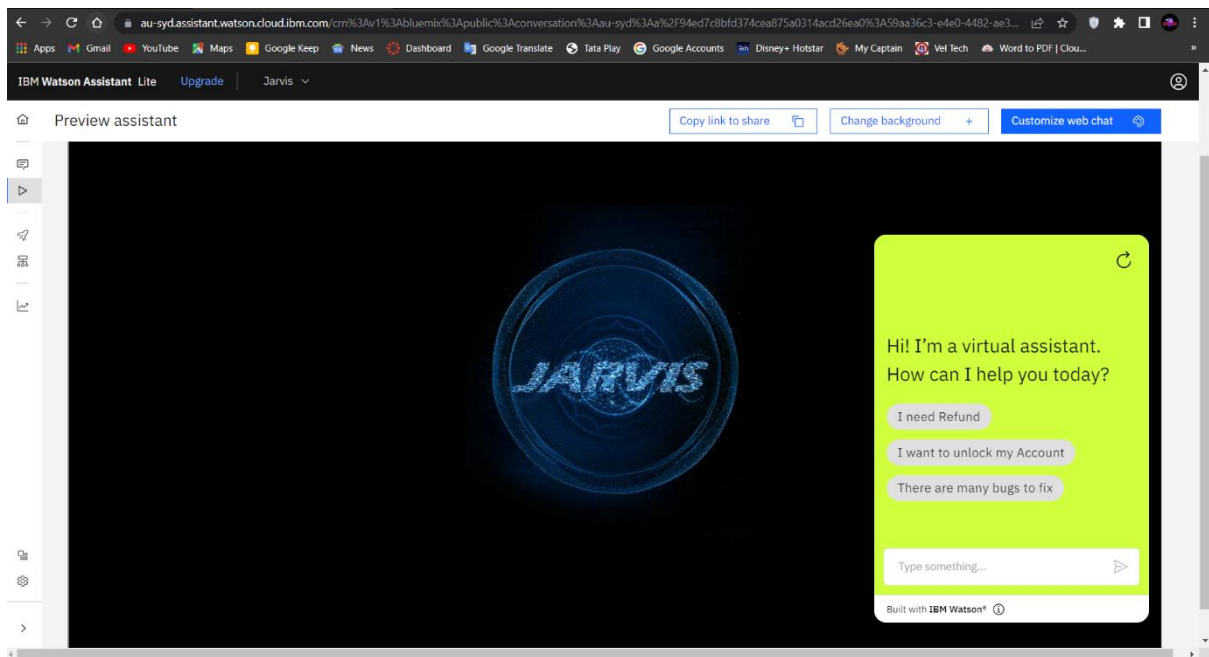 au-syd.assistant.watson.cloud.ibm.com/crn%3Av1%3Abluemix%3Apublic%3Aconversation%3Aau-syd%3Aa%2F94ed7c8bfd374cea875a0314acd26ea0%3A59aa36c3-e4e0-4482-ae3...
Apps Gmail YouTube Maps Google Keep News Dashboard Google Translate Tata Play Google Accounts Disney+ Hotstar My Captain Vel Tech Word to PDF | Clou... »
IBM Watson Assistant Lite Upgrade Jarvis
Preview assistant
Copy link to share
Change background +
Customize web chat
JARVIS
Hi! I'm a virtual assistant.
How can I help you today?
I need Refund
I want to unlock my Account
There are many bugs to fix
Type something...
Built with IBM Watson®